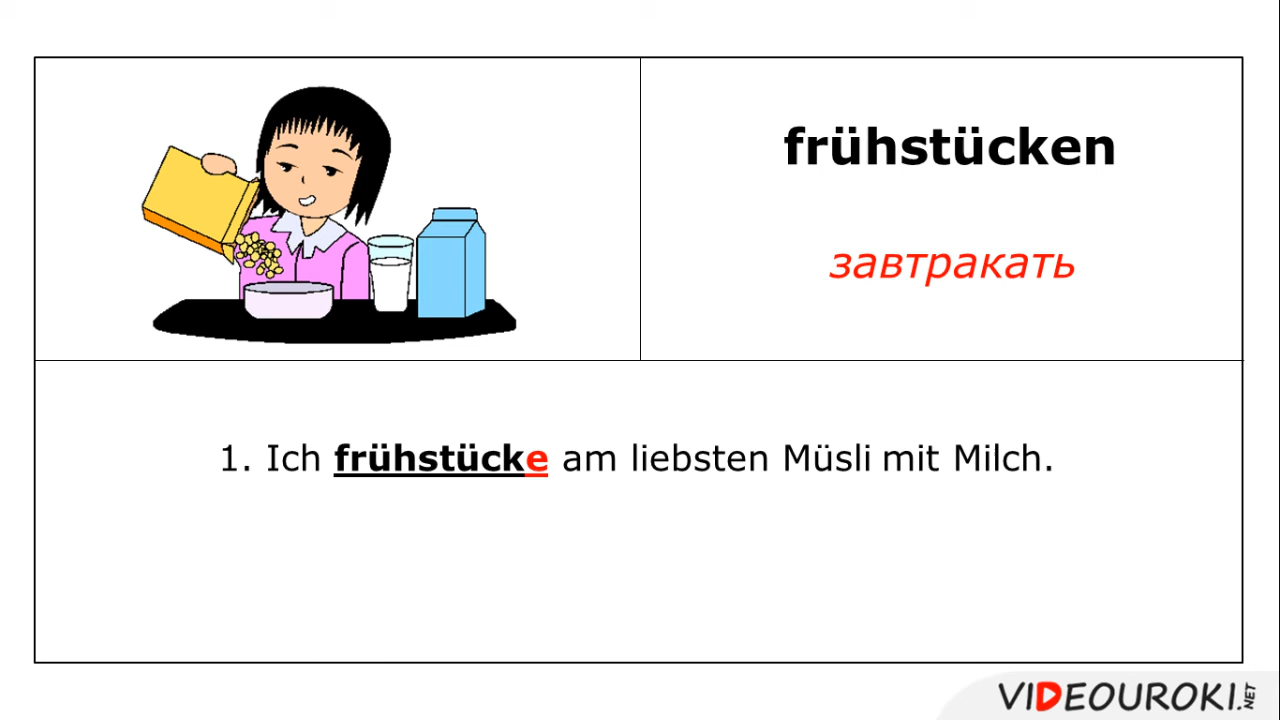 frühstücken
завтракать
1. Ich frühstücke am liebsten Müsli mit Milch.
VIDEOUROKI.NET